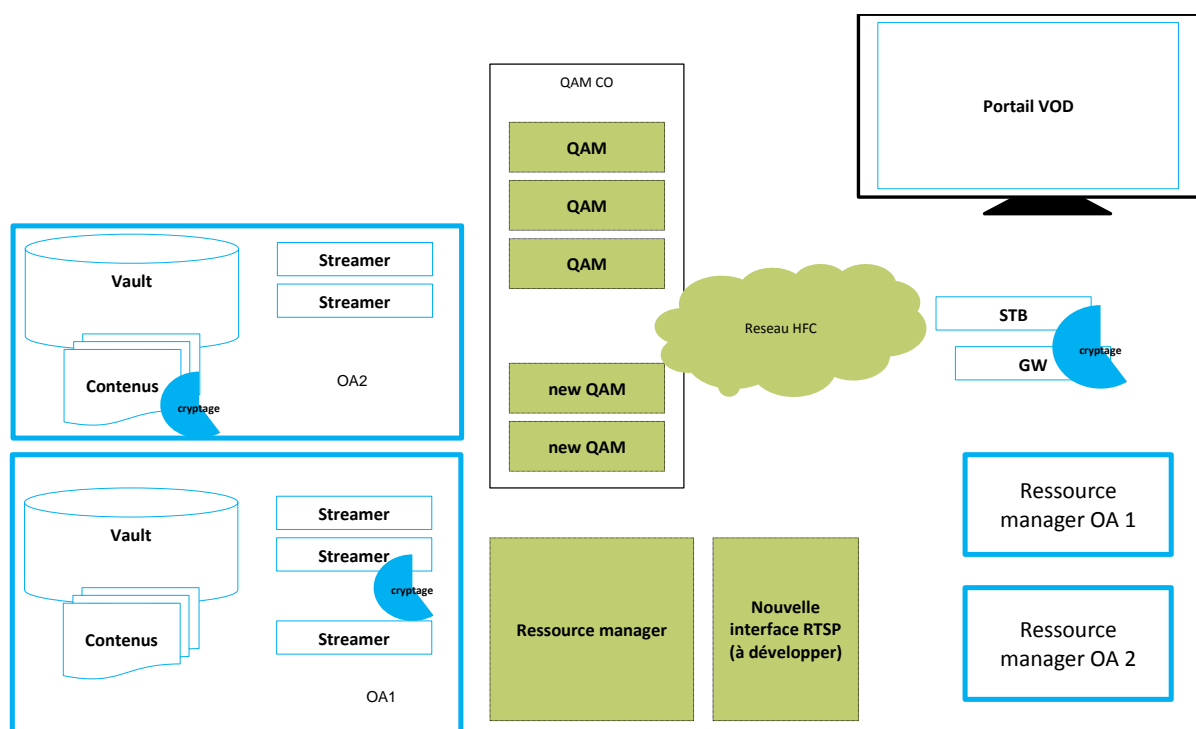 QAM CO
QAM
QAM
QAM
new QAM
new QAM
Portail VOD
Vault
Streamer
Streamer
Contenus
cryptage
OA2
Reseau HFC
STB
GW
cryptage
Vault
Streamer
Streamer
cryptage
Streamer
Contenus
OA1
Ressource manager
Nouvelle
interface RTSP
(à développer)
Ressource
manager OA 1
Ressource
manager OA 2